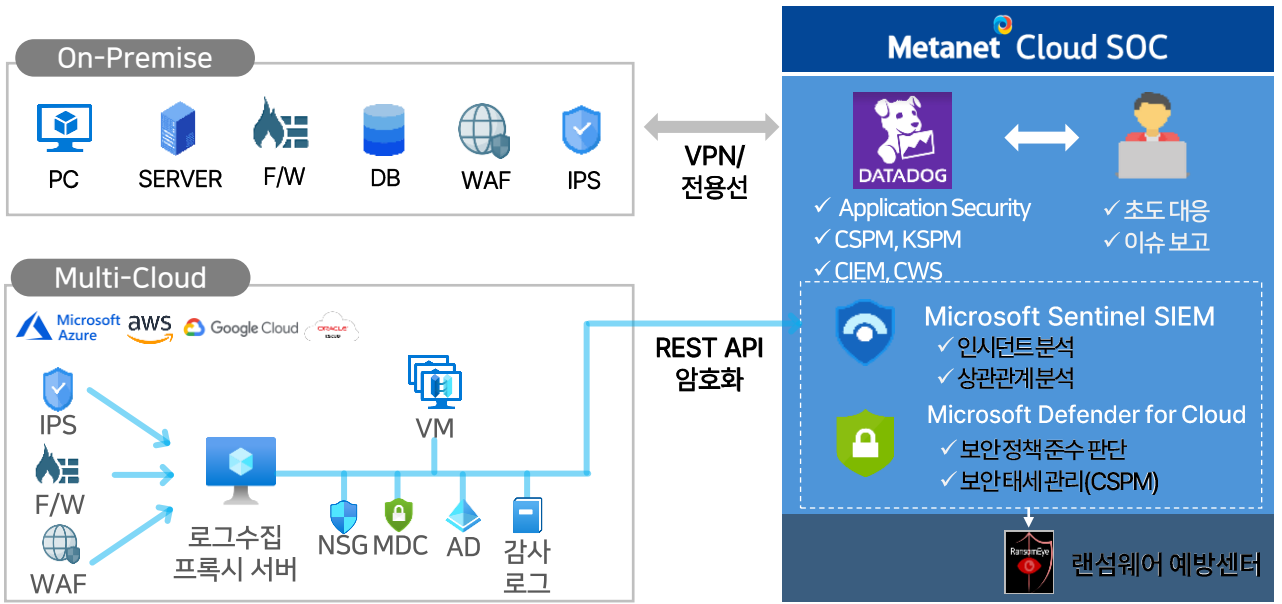 On-Premise
PC
SERVER
F/W
DB
WAF
IPS
VPN/
전용선
Metanet Cloud SOC
DATADOG
✓ Application Security
✓ CSPM, KSPM
✓ CIEM, CWS
✓ 초도 대응
✓ 이슈 보고
Multi-Cloud
Microsoft
Azure
aws
Google Cloud
ORACLE
IPS
F/W
WAF
로그수집
프록시 서버
VM
NSG
MDC
AD
감사
로그
REST API
암호화
Microsoft Sentinel SIEM
✓ 인시던트 분석
✓ 상관관계 분석
Microsoft Defender for Cloud
✓ 보안 정책 준수 판단
✓ 보안 태세 관리(CSPM)
RansomEye
랜섬웨어 예방센터